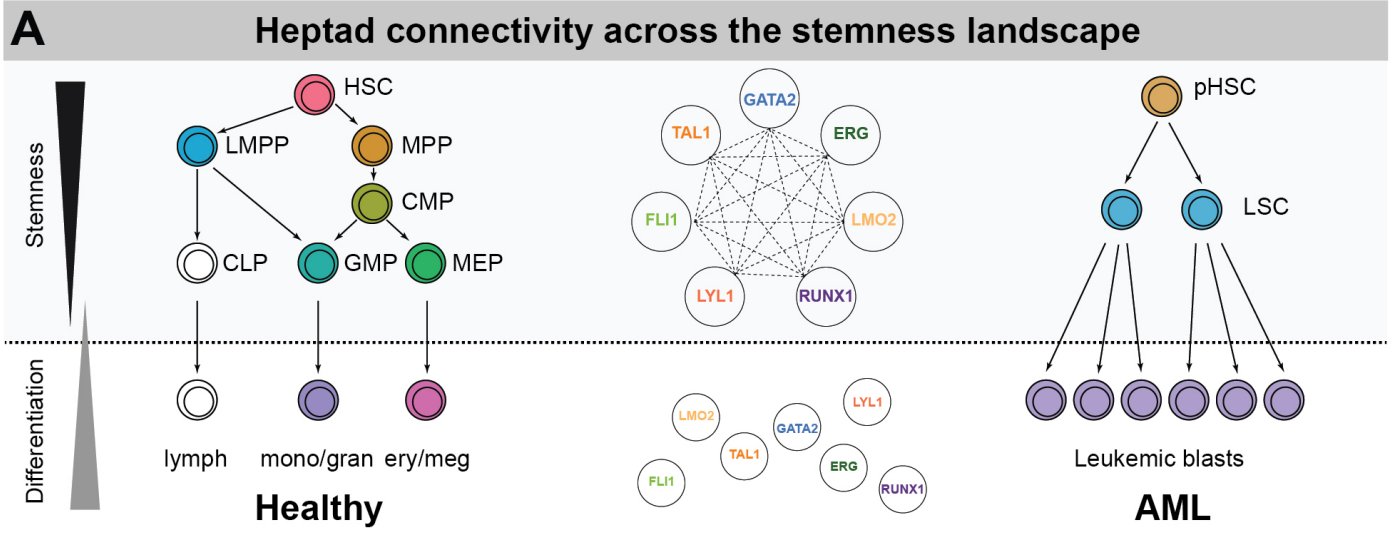 A Heptad connectivity across the stemness landscape
Stemness
HSC
LMPP
MPP
CMP
CLP
GMP
MEP
GATA2
TAL1
ERG
FLI1
LMO2
LYL1
RUNX1
pHSC
LSC
Differentiation
lymph
mono/gran
ery/meg
Healthy
LMO2
LYL1
GATA2
TAL1
ERG
FLI1
RUNX1
Leukemic blasts
AML